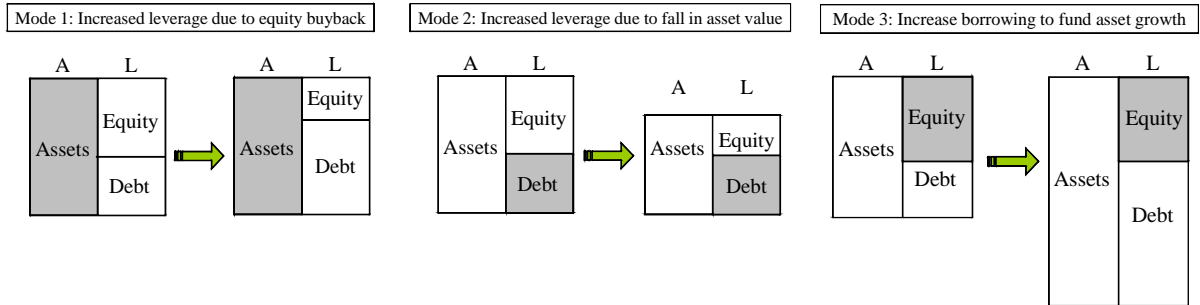 Mode 1: Increased leverage due to equity buyback
A L
Assets
Equity
Debt
A L
Assets
Equity
Debt
Mode 2: Increased leverage due to fall in asset value
A L
Assets
Equity
Debt
A L
Assets
Equity
Debt
Mode 3: Increase borrowing to fund asset growth
A L
Assets
Equity
Debt
A L
Assets
Equity
Debt